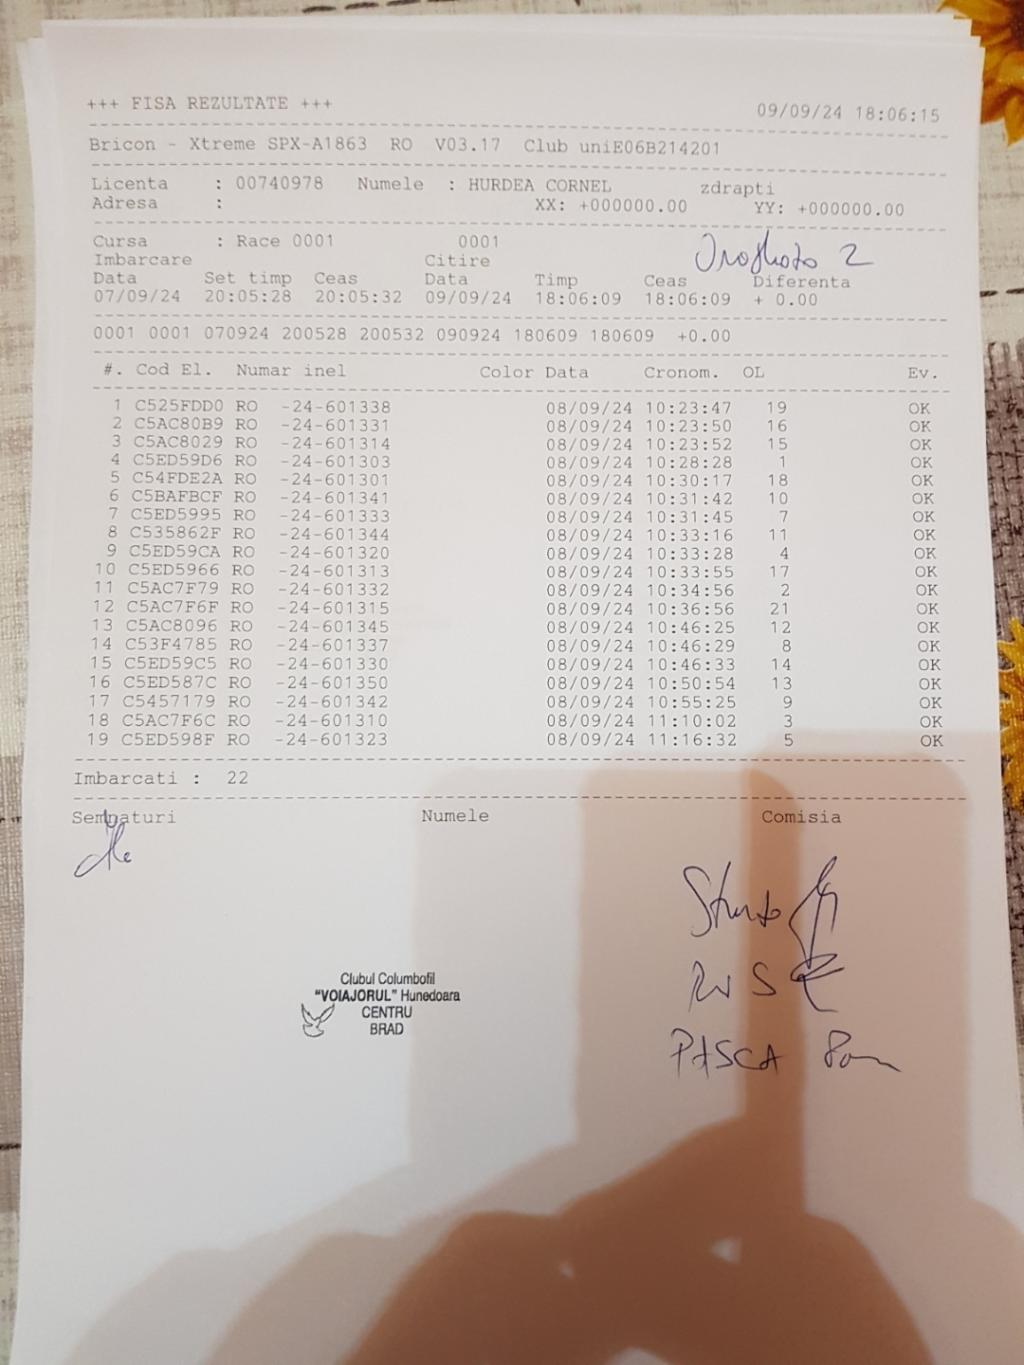 +++ FISA REZULTATE +++ 09/09/24 18:06:15
Bricon - Xtreme SPX-A1863 RO V03.17 Club uniE06B214201
Licenta : 00740978 Numele : HURDEA CORNEL zdrapti
Adresa : XX: +000000.00 YY: +000000.00
Cursa : Race 0001 0001
Imbarcare Citire
Data Set timp Ceas Data Timp Ceas Diferenta
07/09/24 20:05:28 20:05:32 09/09/24 18:06:09 18:06:09 + 0.00
0001 0001 070924 200528 200532 090924 180609 180609 +0.00
#. Cod El. Numar inel Color Data Cronom. OL Ev.
1 C525FDD0 RO -24-601338 08/09/24 10:23:47 19 OK
2 C5AC80B9 RO -24-601331 08/09/24 10:23:50 16 OK
3 C5AC8029 RO -24-601314 08/09/24 10:23:52 15 OK
4 C5ED59D6 RO -24-601303 08/09/24 10:28:28 1 OK
5 C54FDE2A RO -24-601301 08/09/24 10:30:17 18 OK
6 C5BAFBCF RO -24-601341 08/09/24 10:31:42 10 OK
7 C5ED5995 RO -24-601333 08/09/24 10:31:45 7 OK
8 C535862F RO -24-601344 08/09/24 10:33:16 11 OK
9 C5ED59CA RO -24-601320 08/09/24 10:33:28 4 OK
10 C5ED5966 RO -24-601313 08/09/24 10:33:55 17 OK
11 C5AC7F79 RO -24-601332 08/09/24 10:34:56 2 OK
12 C5AC7F6F RO -24-601315 08/09/24 10:36:56 21 OK
13 C5AC8096 RO -24-601345 08/09/24 10:46:25 12 OK
14 C53F4785 RO -24-601337 08/09/24 10:46:29 8 OK
15 C5ED59C5 RO -24-601330 08/09/24 10:46:33 14 OK
16 C5ED587C RO -24-601350 08/09/24 10:50:54 13 OK
17 C5457179 RO -24-601342 08/09/24 10:55:25 9 OK
18 C5AC7F6C RO -24-601310 08/09/24 11:10:02 3 OK
19 C5ED598F RO -24-601323 08/09/24 11:16:32 5 OK
Imbarcati : 22
Semnaturi Numele Comisia
Clubul Columbofil
"VOIAJORUL" Hunedoara
CENTRU
BRAD
PASCA